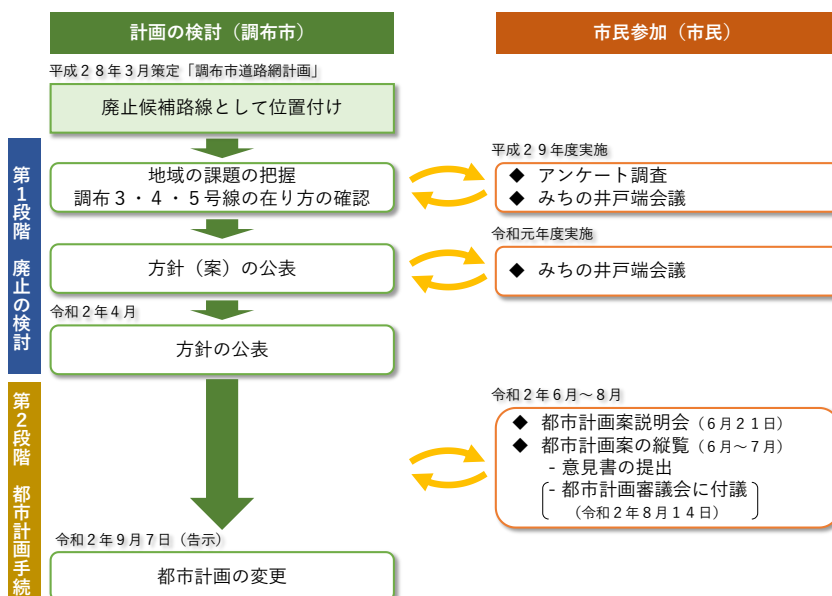 計画の検討（調布市）
市民参加（市民）
平成２８年３月策定「調布市道路網計画」
廃止候補路線として位置付け
第１段階　廃止の検討
地域の課題の把握
調布３・４・５号線の在り方の確認
平成２９年度実施
◆ アンケート調査
◆ みちの井戸端会議
方針（案）の公表
令和元年度実施
◆ みちの井戸端会議
令和２年４月
方針の公表
第２段階　都市計画手続
令和２年６月～８月
◆ 都市計画案説明会（６月２１日）
◆ 都市計画案の縦覧（６月～７月）
- 意見書の提出
- 都市計画審議会に付議
（令和２年８月１４日）
令和２年９月７日（告示）
都市計画の変更